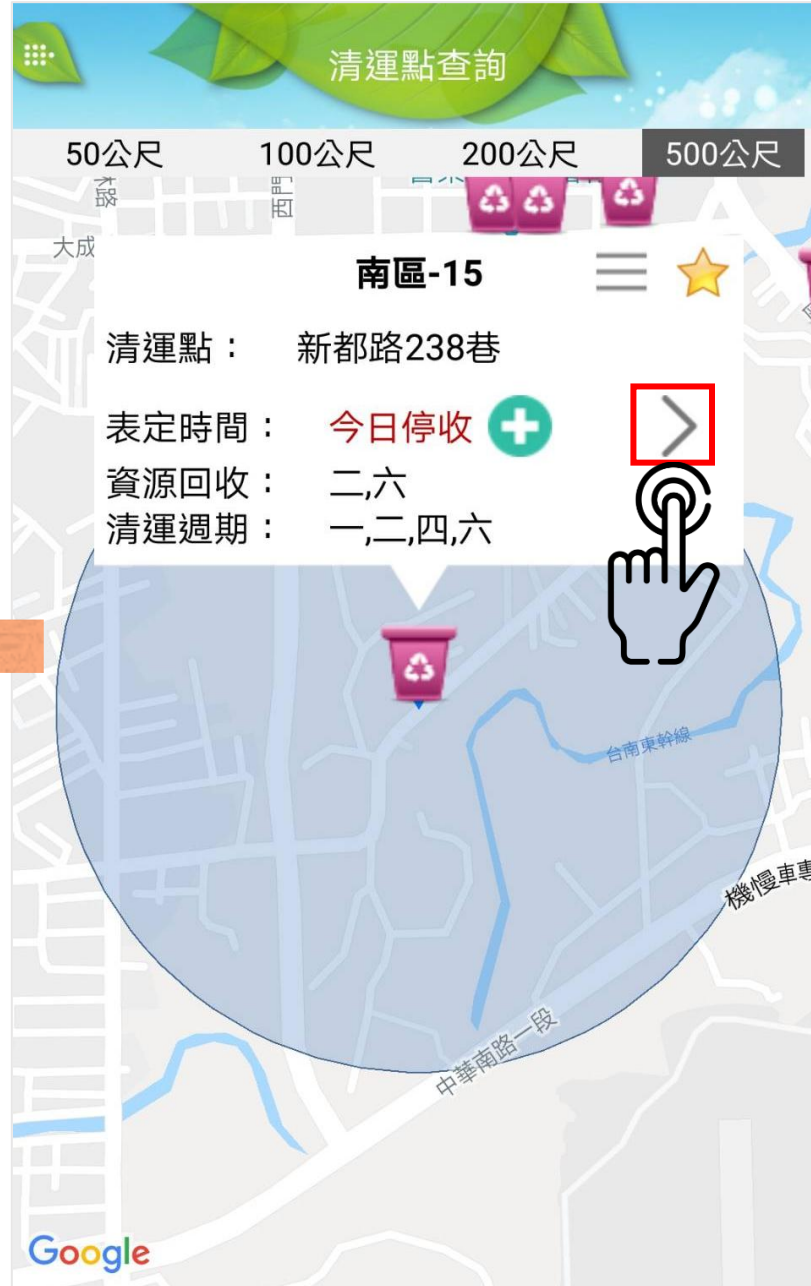 清運點查詢
50公尺 100公尺 200公尺 500公尺
西門
大成
南區-15
清運點： 新都路238巷
表定時間： 今日停收
資源回收： 二,六
清運週期： 一,二,四,六
台南東幹線
機慢車專
中華南路一段
Google